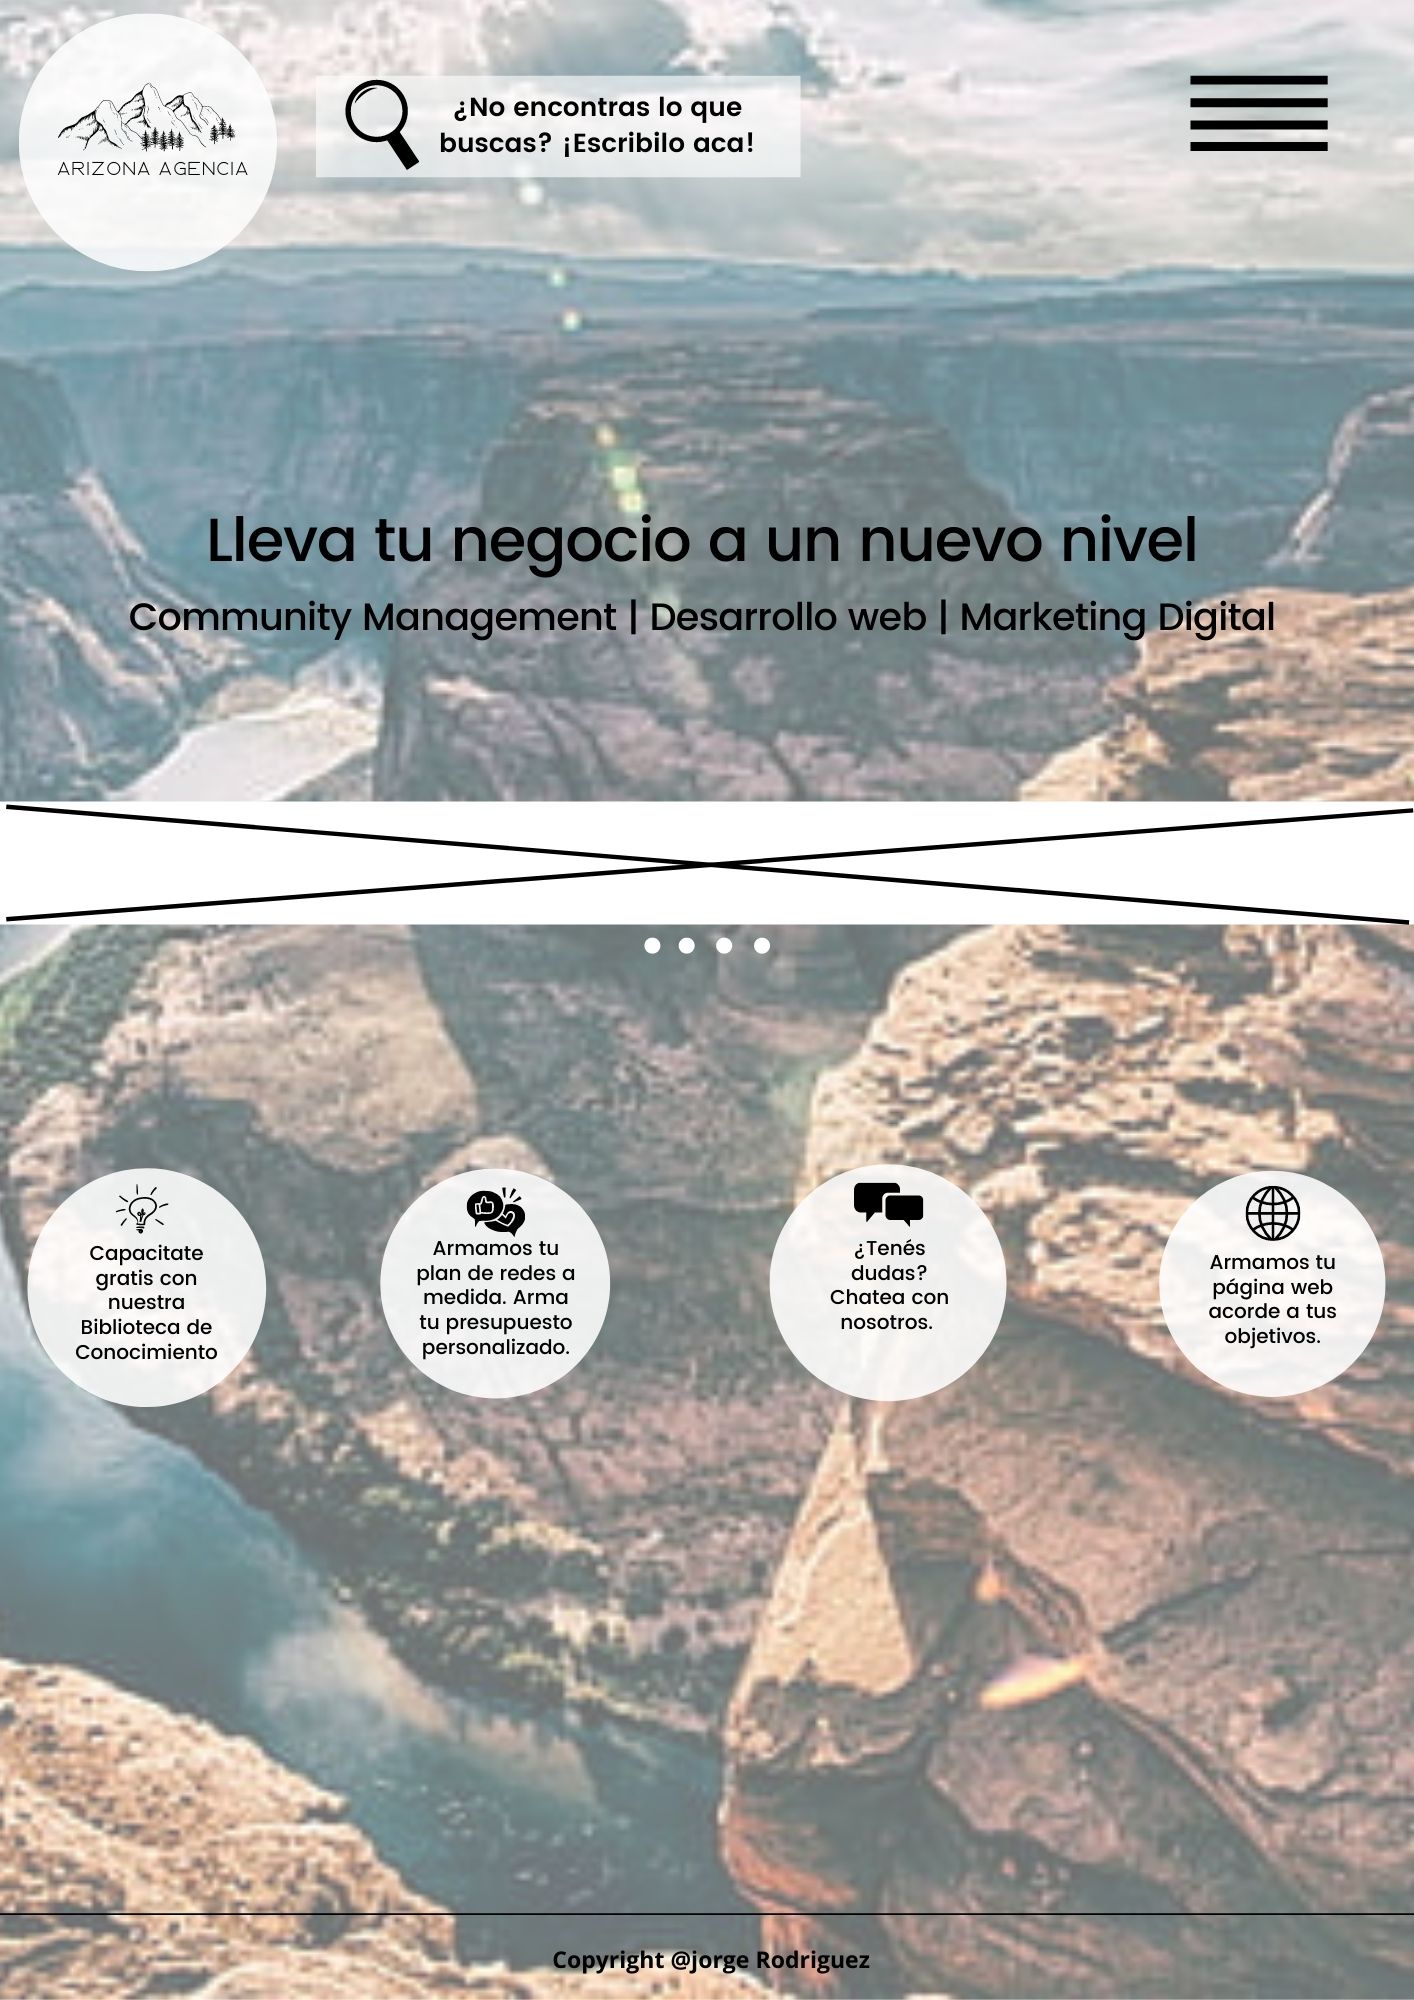 ARIZONA AGENCIA
¿No encontras lo que
buscas? ¡Escribilo aca!
Lleva tu negocio a un nuevo nivel
Community Management | Desarrollo web | Marketing Digital
Capacitate
gratis con
nuestra
Biblioteca de
Conocimiento
Armamos tu
plan de redes a
medida. Arma
tu presupuesto
personalizado.
¿Tenés
dudas?
Chatea con
nosotros.
Armamos tu
página web
acorde a tus
objetivos.
Copyright @jorge Rodriguez